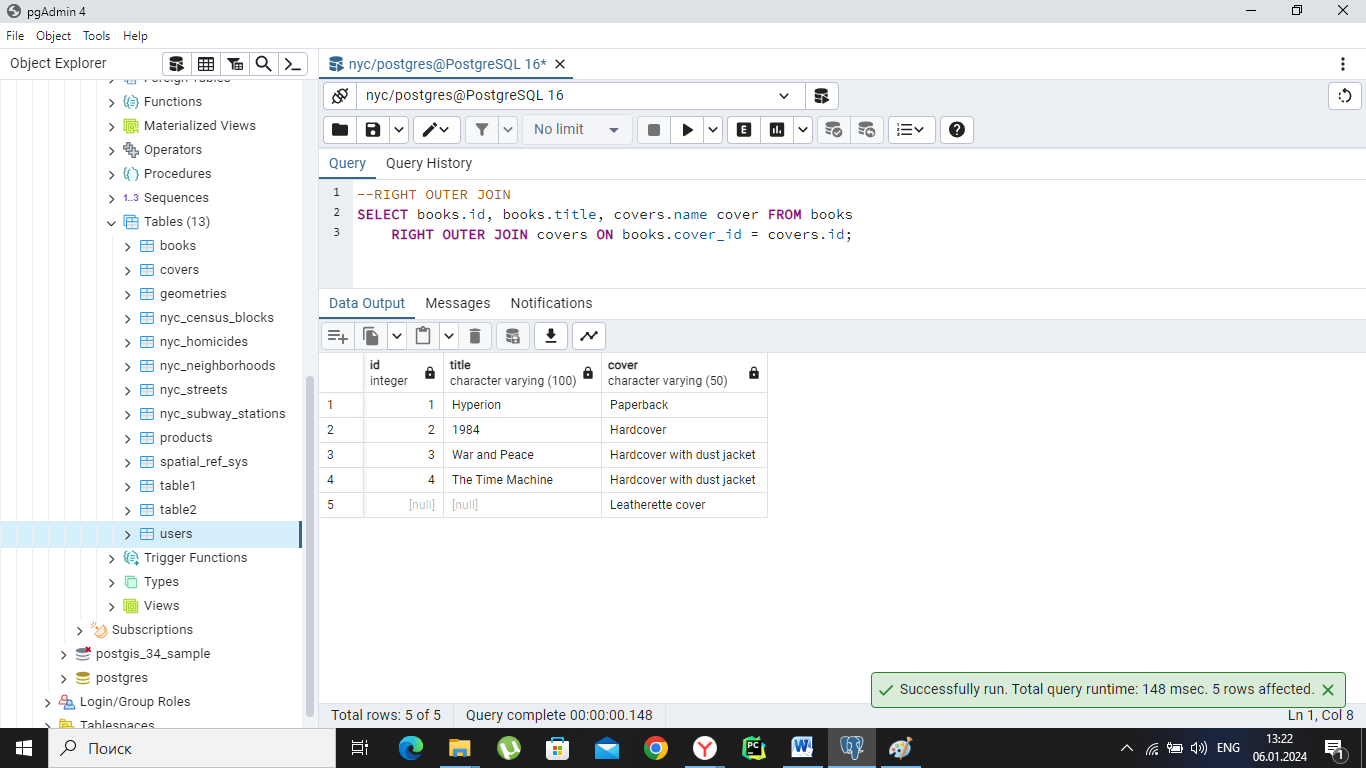 pgAdmin 4
File Object Tools Help
Object Explorer
nyc/postgres@PostgreSQL 16*
nyc/postgres@PostgreSQL 16
No limit
E
Query Query History
Foreign Tables
Functions
Materialized Views
Operators
Procedures
1..3 Sequences
Tables (13)
books
covers
geometries
nyc_census_blocks
nyc_homicides
nyc_neighborhoods
nyc_streets
nyc_subway_stations
products
spatial_ref_sys
table1
table2
users
Trigger Functions
Types
Views
Subscriptions
postgis_34_sample
postgres
Login/Group Roles
Tablespaces
1 --RIGHT OUTER JOIN
2 SELECT books.id, books.title, covers.name cover FROM books
3 RIGHT OUTER JOIN covers ON books.cover_id = covers.id;
Data Output Messages Notifications
id title cover
integer character varying (100) character varying (50)
1 1 Hyperion Paperback
2 2 1984 Hardcover
3 3 War and Peace Hardcover with dust jacket
4 4 The Time Machine Hardcover with dust jacket
5 [null] [null] Leatherette cover
Successfully run. Total query runtime: 148 msec. 5 rows affected.
Total rows: 5 of 5 Query complete 00:00:00.148 Ln 1, Col 8
Поиск
PC
W
ENG
13:22
06.01.2024
1